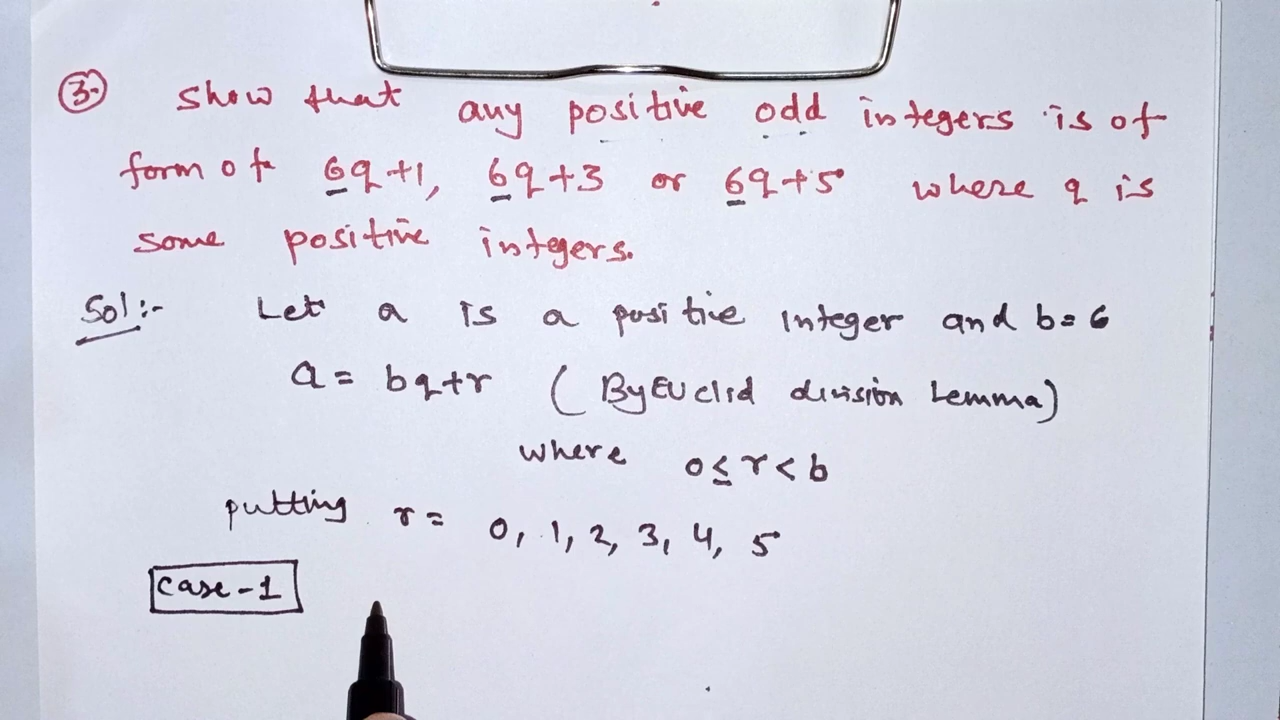 3. Show that any positive odd integers is of
form of 6q+1, 6q+3 or 6q+5 where q is
some positive integers.
Sol:- Let a is a positive integer and b=6
a = bq+r (By EUclid division Lemma)
where 0≤r<b
putting r= 0, 1, 2, 3, 4, 5
Case-1